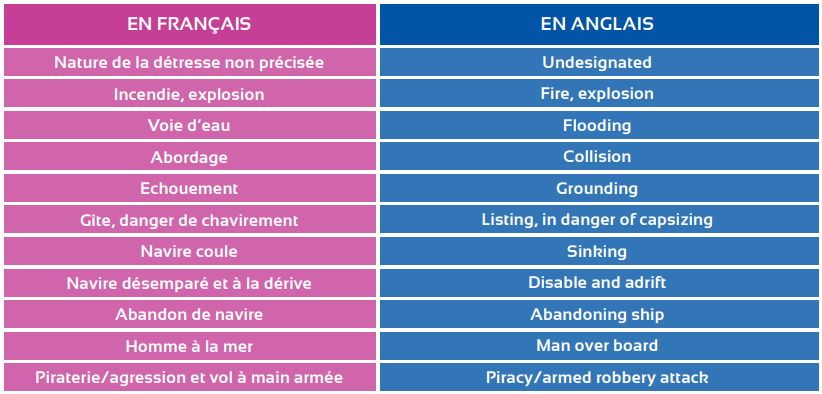 EN FRANÇAIS EN ANGLAIS
Nature de la détresse non précisée Undesignated
Incendie, explosion Fire, explosion
Voie d'eau Flooding
Abordage Collision
Echouement Grounding
Gîte, danger de chavirement Listing, in danger of capsizing
Navire coule Sinking
Navire désemparé et à la dérive Disable and adrift
Abandon de navire Abandoning ship
Homme à la mer Man over board
Piraterie/agression et vol à main armée Piracy/armed robbery attack